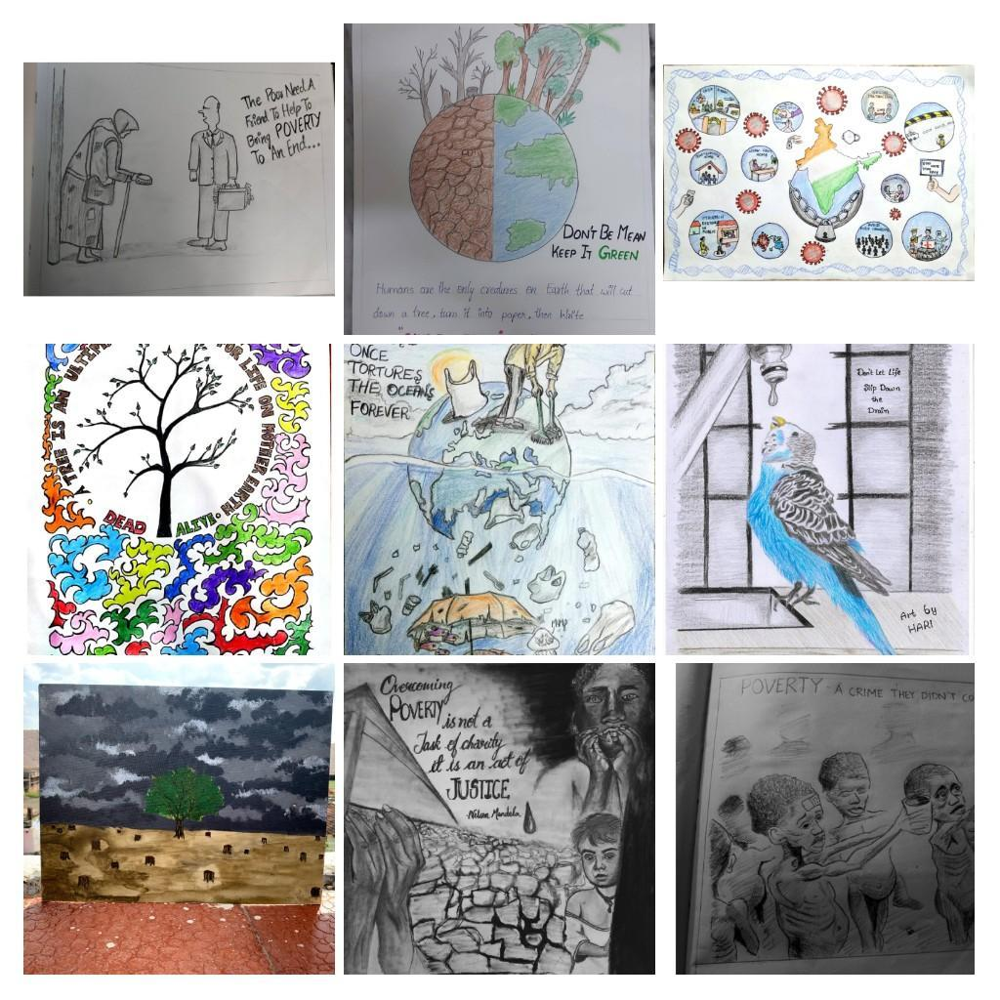 The Poor Need A
Friend To Help To
Bring POVERTY
To An End...
DON'T BE MEAN
KEEP IT GREEN
Humans are the only creatures on Earth that will cut
down a tree, turn it into paper, then write
A TREE IS AN
FOR LIFE ON MOTHER EARTH
DEAD ALIVE.
ONCE
TORTURES
THE OCEANS
FOREVER
Don't Let Life
Slip Down
the
Drain
Art by
HARI
Overcoming
POVERTY
is not a
Task of charity
it is an act of
JUSTICE
-Nelson Mandela
POVERTY - A CRIME THEY DIDN'T CO